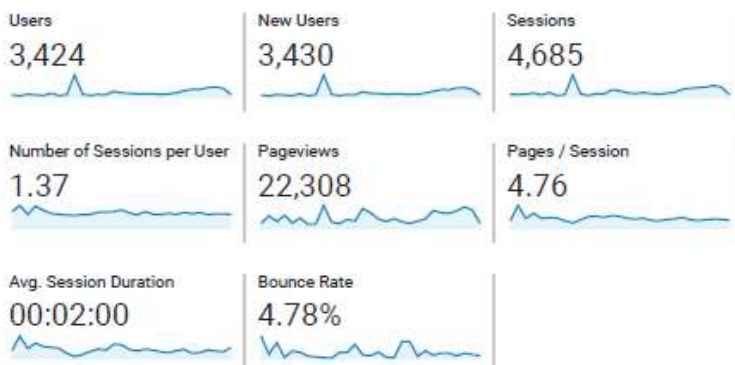 Users
3,424
New Users
3,430
Sessions
4,685
Number of Sessions per User
1.37
Pageviews
22,308
Pages / Session
4.76
Avg. Session Duration
00:02:00
Bounce Rate
4.78%